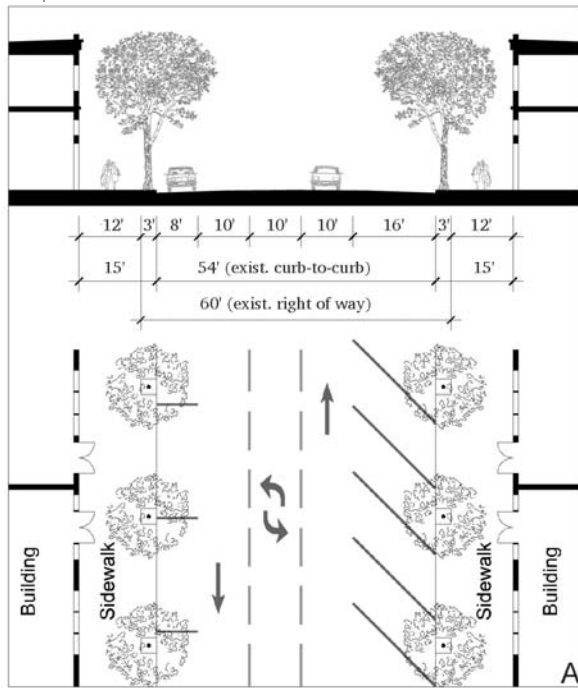 12' 3' 8' 10' 10' 10' 16' 3' 12'
15' 54' (exist. curb-to-curb) 15'
60' (exist. right of way)
Building
Sidewalk
Sidewalk
Building
A